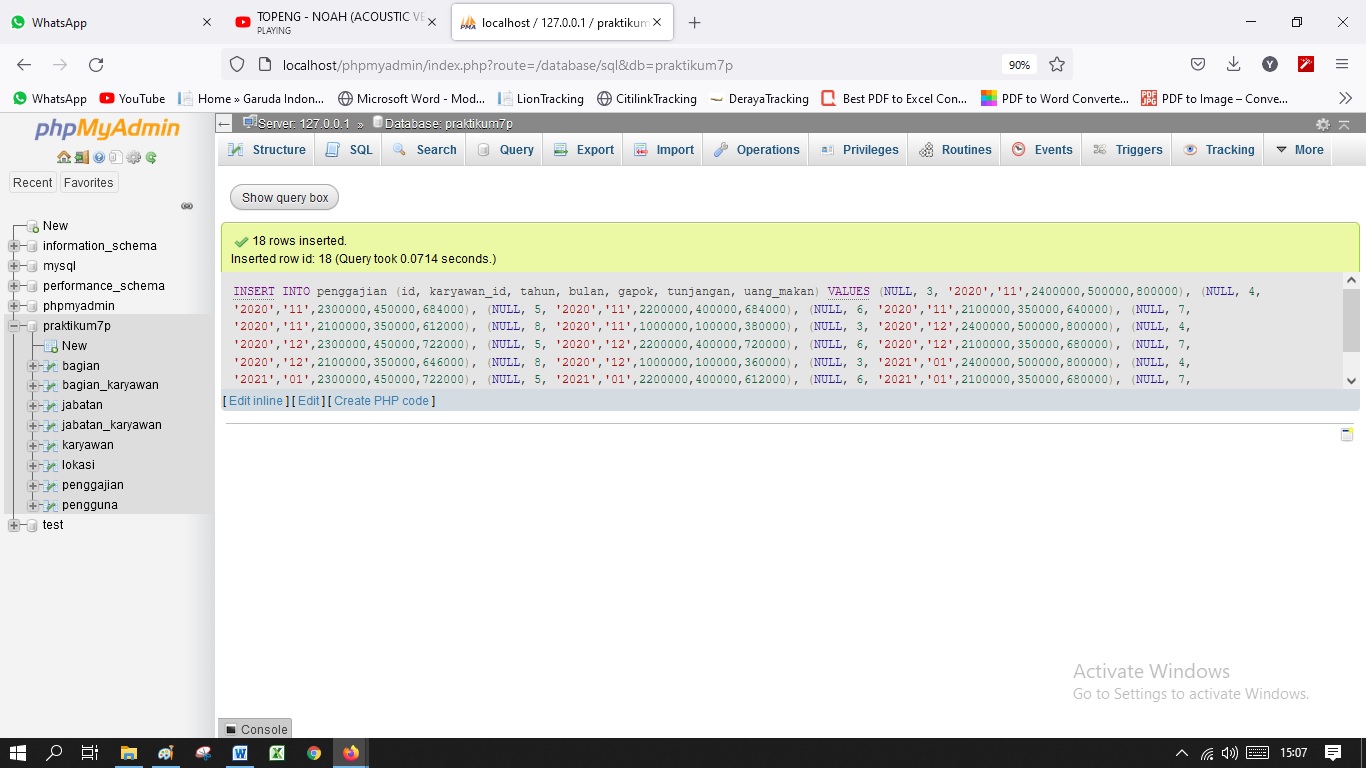 WhatsApp
TOPENG - NOAH (ACOUSTIC VE
PLAYING
localhost / 127.0.0.1 / praktikum
localhost/phpmyadmin/index.php?route=/database/sql&db=praktikum7p
90%
Y
WhatsApp YouTube Home » Garuda Indon... Microsoft Word - Mod... LionTracking CitilinkTracking DerayaTracking Best PDF to Excel Con... PDF to Word Converte... PDF to Image – Conve...
phpMyAdmin
Recent Favorites
New
information_schema
mysql
performance_schema
phpmyadmin
praktikum7p
New
bagian
bagian_karyawan
jabatan
jabatan_karyawan
karyawan
lokasi
penggajian
pengguna
test
Server: 127.0.0.1 » Database: praktikum7p
Structure SQL Search Query Export Import Operations Privileges Routines Events Triggers Tracking More
Show query box
18 rows inserted.
Inserted row id: 18 (Query took 0.0714 seconds.)
INSERT INTO penggajian (id, karyawan_id, tahun, bulan, gapok, tunjangan, uang_makan) VALUES (NULL, 3, '2020','11',2400000,500000,800000), (NULL, 4,
'2020','11',2300000,450000,684000), (NULL, 5, '2020','11',2200000,400000,684000), (NULL, 6, '2020','11',2100000,350000,640000), (NULL, 7,
'2020','11',2100000,350000,612000), (NULL, 8, '2020','11',1000000,100000,380000), (NULL, 3, '2020','12',2400000,500000,800000), (NULL, 4,
'2020','12',2300000,450000,722000), (NULL, 5, '2020','12',2200000,400000,720000), (NULL, 6, '2020','12',2100000,350000,680000), (NULL, 7,
'2020','12',2100000,350000,646000), (NULL, 8, '2020','12',1000000,100000,360000), (NULL, 3, '2021','01',2400000,500000,800000), (NULL, 4,
'2021','01',2300000,450000,722000), (NULL, 5, '2021','01',2200000,400000,612000), (NULL, 6, '2021','01',2100000,350000,680000), (NULL, 7,
[ Edit inline ] [ Edit ] [ Create PHP code ]
Activate Windows
Go to Settings to activate Windows.
Console
15:07